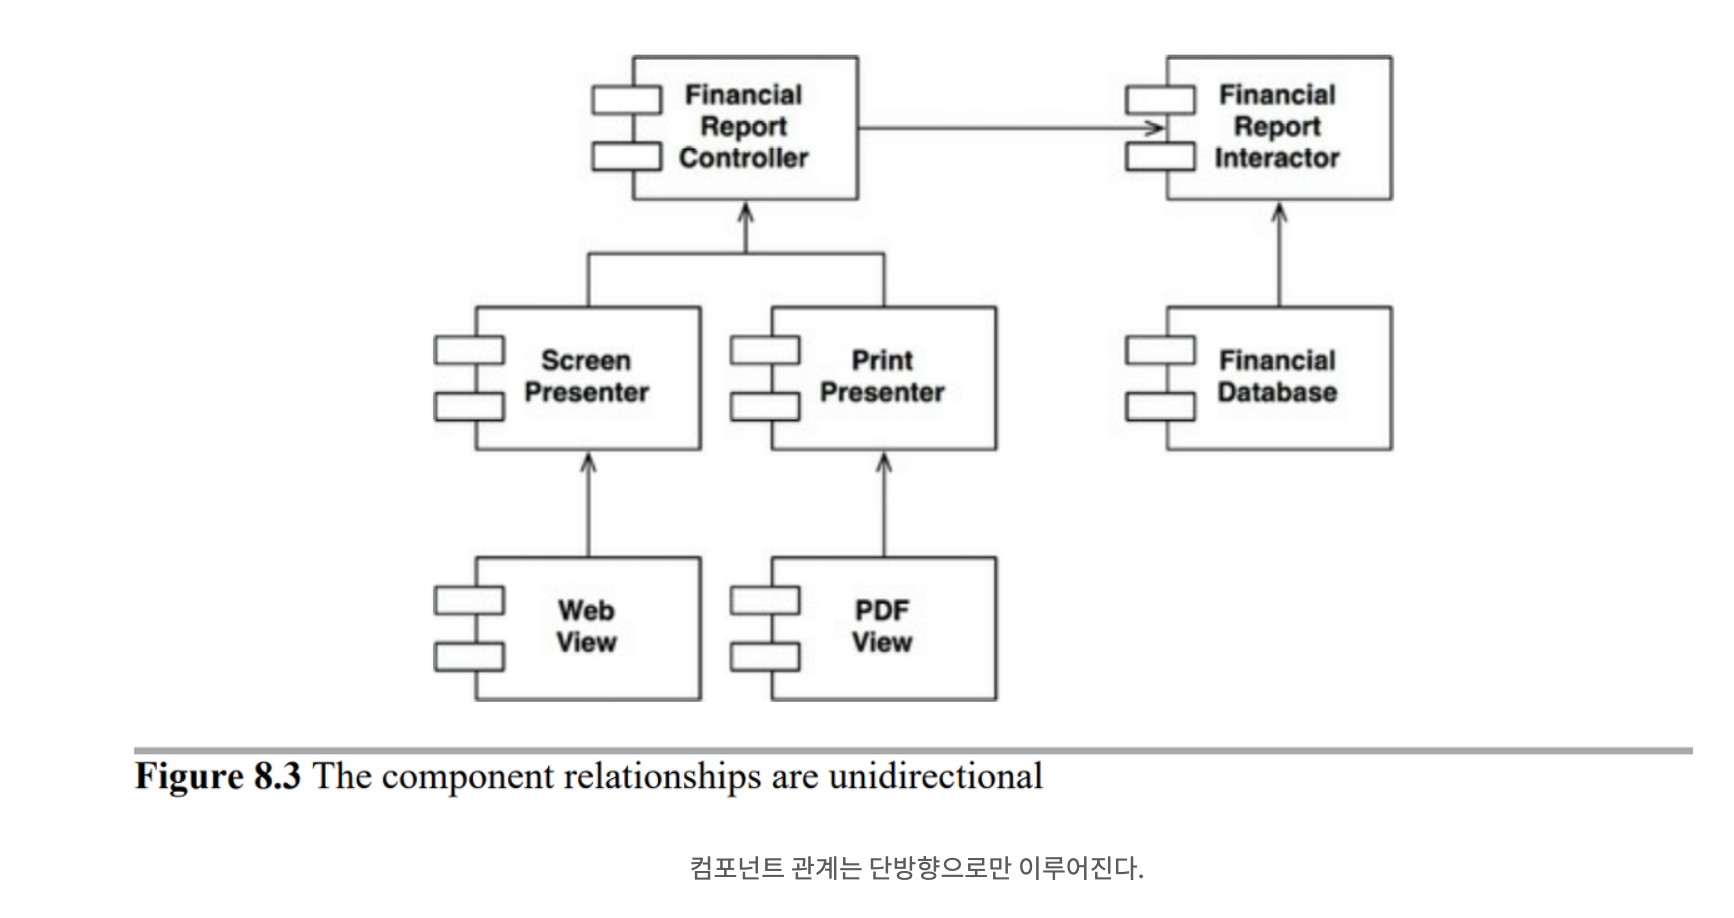 Financial
Report
Controller
Financial
Report
Interactor
Screen
Presenter
Print
Presenter
Financial
Database
Web
View
PDF
View
Figure 8.3 The component relationships are unidirectional
컴포넌트 관계는 단방향으로만 이루어진다.